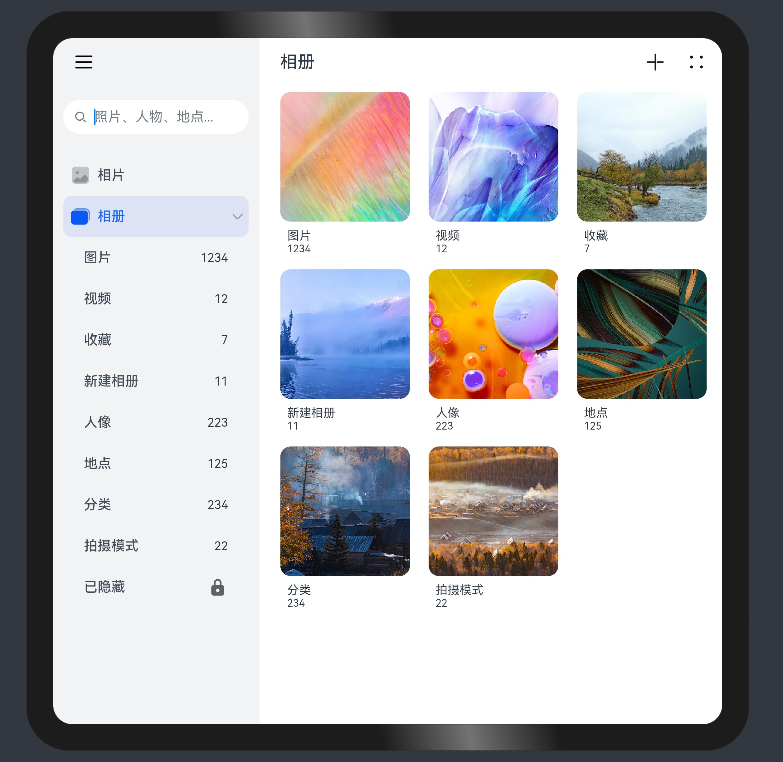 照片、人物、地点...
相片
相册
图片 1234
视频 12
收藏 7
新建相册 11
人像 223
地点 125
分类 234
拍摄模式 22
已隐藏
相册
图片
1234
视频
12
收藏
7
新建相册
11
人像
223
地点
125
分类
234
拍摄模式
22